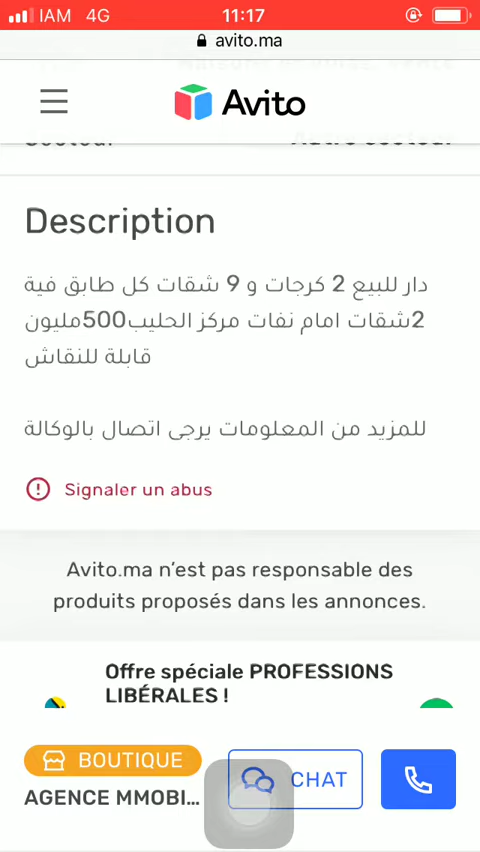 IAM 4G 11:17
avito.ma
Avito
Description
دار للبيع 2 كرجات و 9 شقات كل طابق فية
2شقات امام نفات مركز الحليب500مليون
قابلة للنقاش
للمزيد من المعلومات يرجى اتصال بالوكالة
Signaler un abus
Avito.ma n'est pas responsable des
produits proposés dans les annonces.
Offre spéciale PROFESSIONS
LIBÉRALES !
BOUTIQUE
CHAT
AGENCE MMOBI...